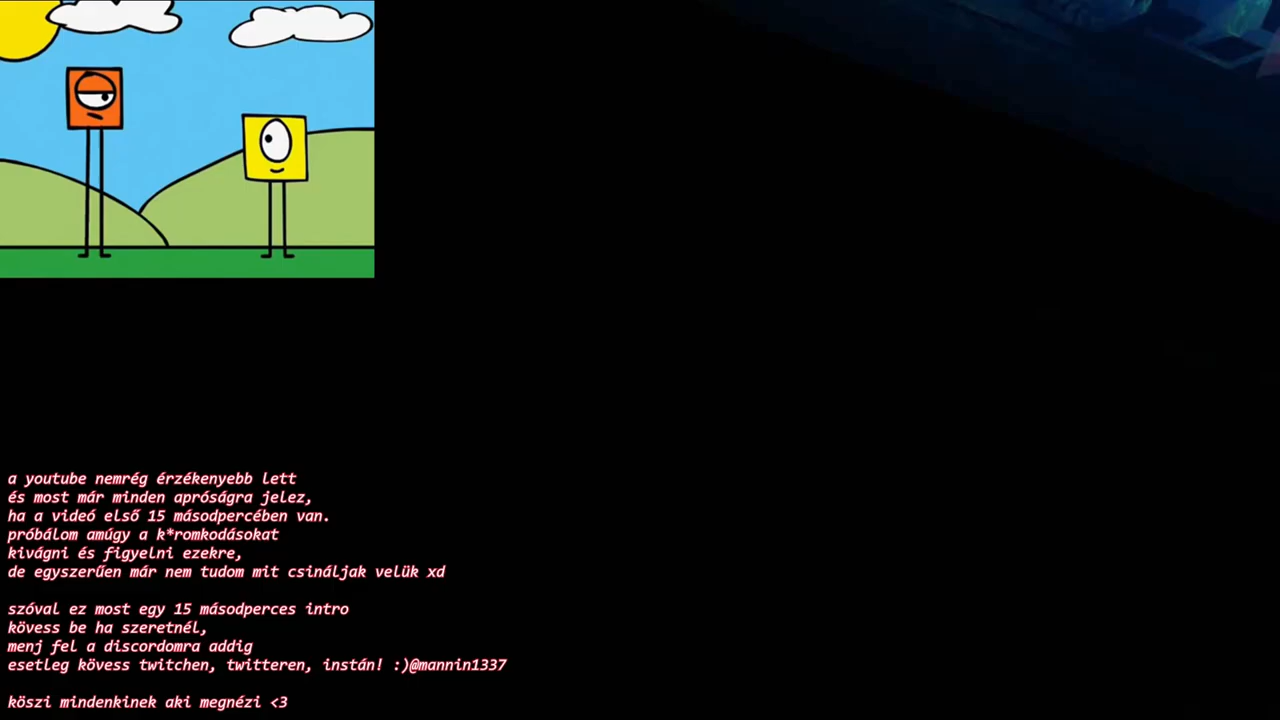 a youtube nemrég érzékenyebb lett
és most már minden apróságra jelez,
ha a videó első 15 másodpercében van.
próbálom amúgy a k*romkodásokat
kivágni és figyelni ezekre,
de egyszerűen már nem tudom mit csináljak velük xd
szóval ez most egy 15 másodperces intro
kövess be ha szeretnél,
menj fel a discordomra addig
esetleg kövess twitchen, twitteren, instán! :)@mannin1337
köszi mindenkinek aki megnézi <3